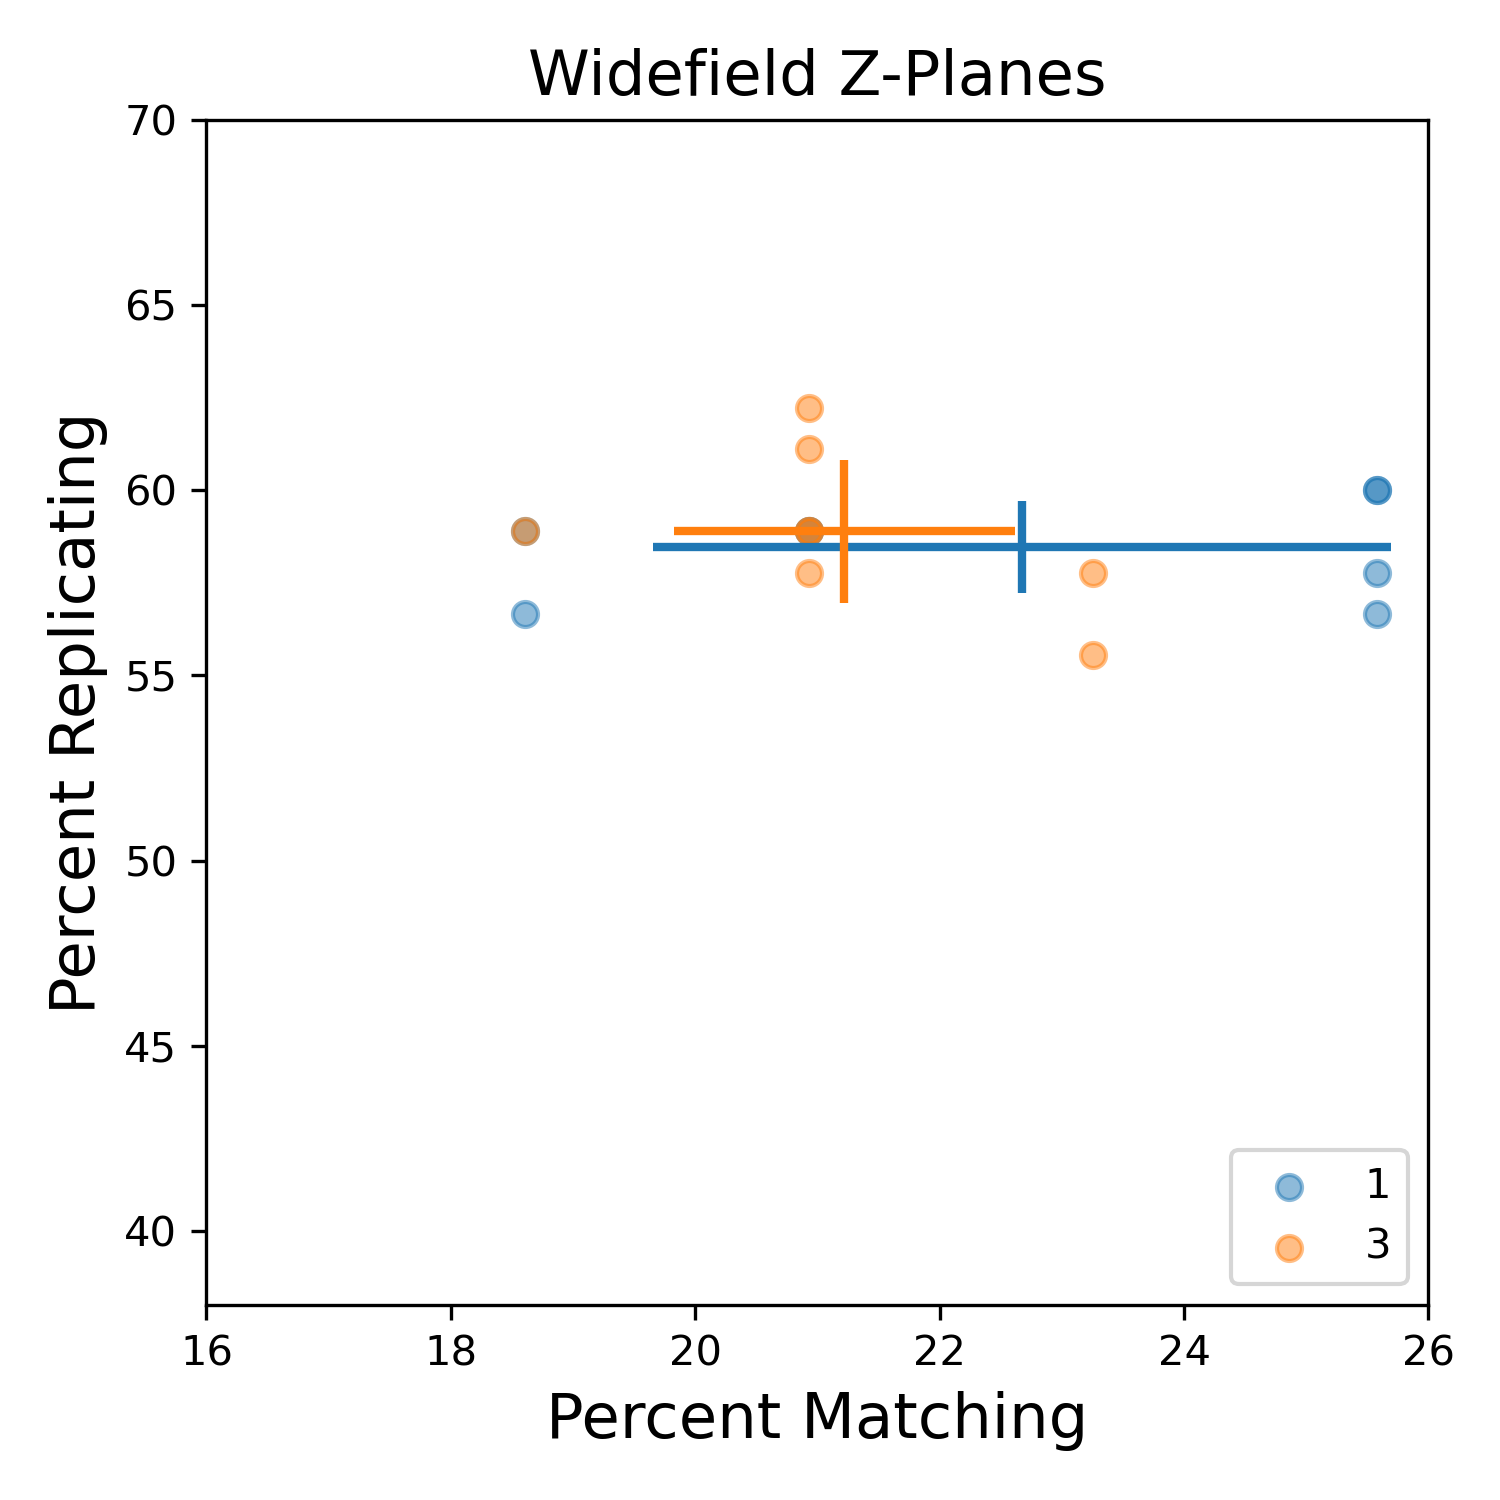 Widefield Z-Planes
70
65
60
55
50
45
40
Percent Replicating
1
3
16 18 20 22 24 26
Percent Matching